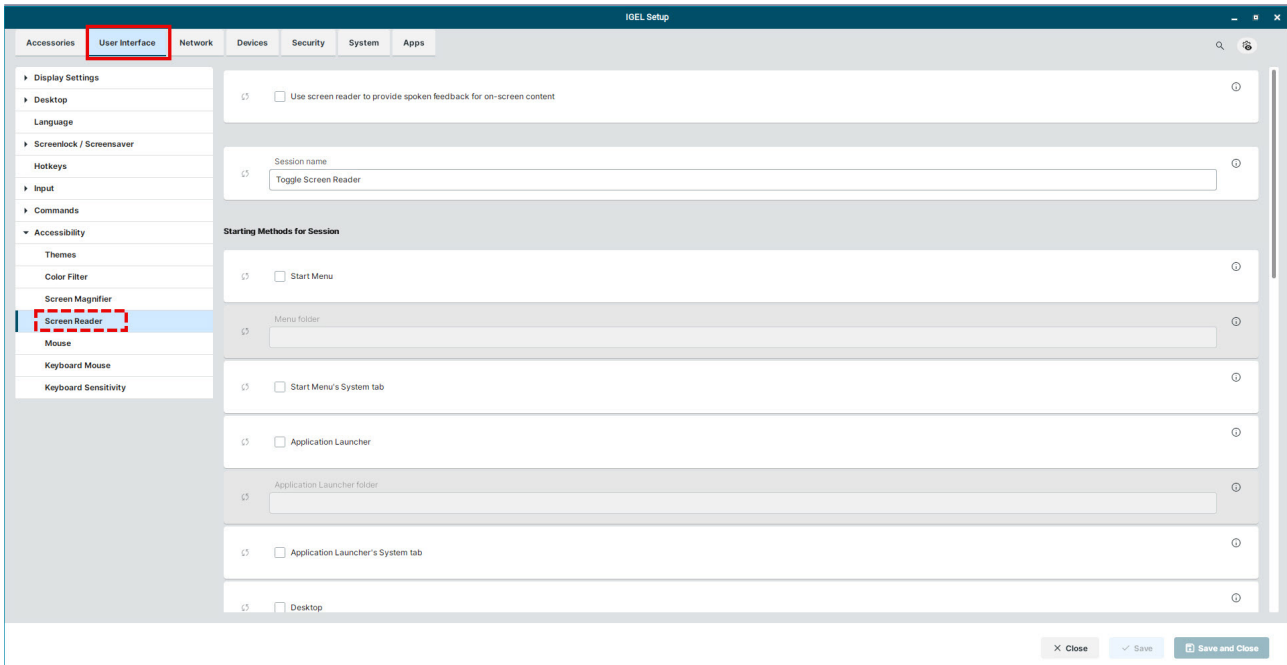 IGEL Setup
Accessories User Interface Network Devices Security System Apps
Display Settings
Desktop
Language
Screenlock / Screensaver
Hotkeys
Input
Commands
Accessibility
Themes
Color Filter
Screen Magnifier
Screen Reader
Mouse
Keyboard Mouse
Keyboard Sensitivity
Use screen reader to provide spoken feedback for on-screen content
Session name
Toggle Screen Reader
Starting Methods for Session
Start Menu
Menu folder
Start Menu's System tab
Application Launcher
Application Launcher folder
Application Launcher's System tab
Desktop
Close Save Save and Close